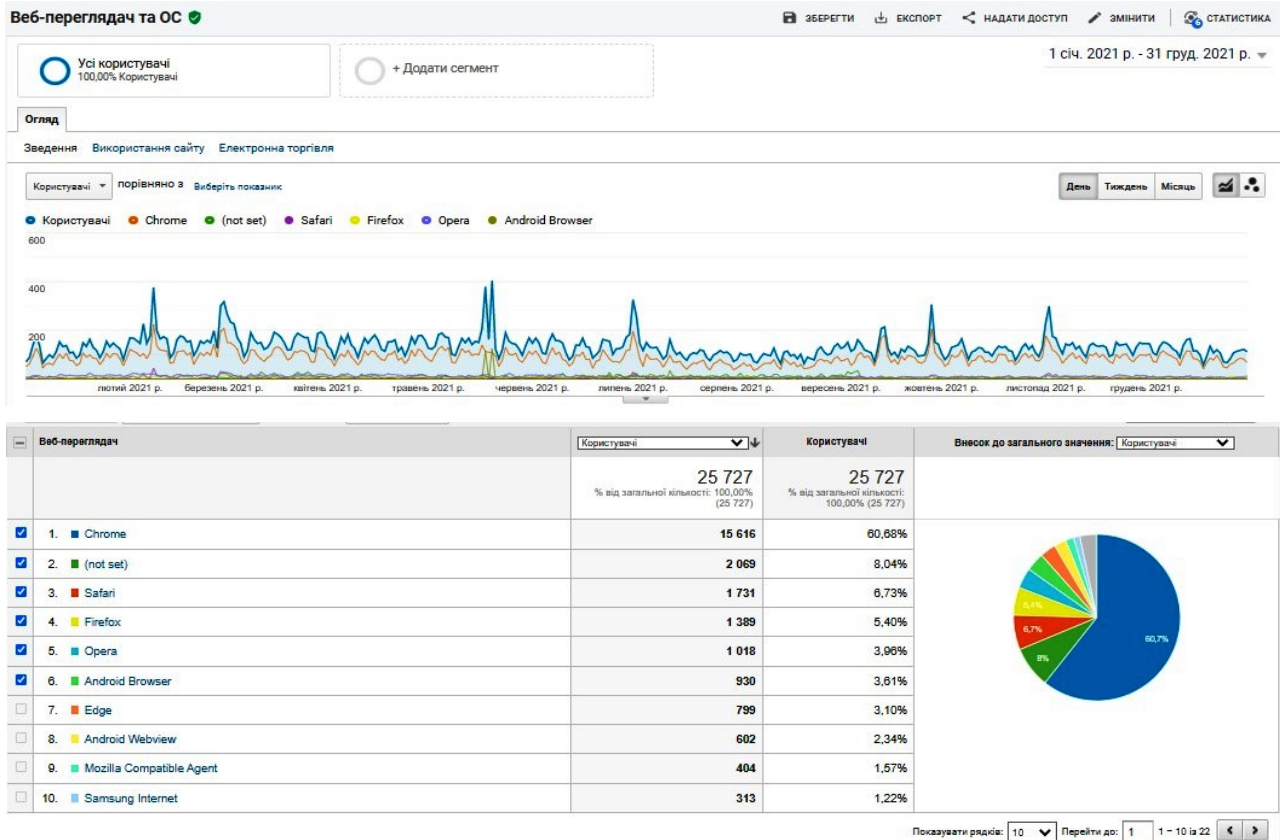 Веб-переглядач та ОС
ЗБЕРЕГТИ ЕКСПОРТ НАДАТИ ДОСТУП ЗМІНИТИ 6 СТАТИСТИКА
Усі користувачі
100,00% Користувачі
+ Додати сегмент
1 січ. 2021 р. - 31 груд. 2021 р.
Огляд
Зведення Використання сайту Електронна торгівля
Користувачі порівняно з Виберіть показник
День Тиждень Місяць
Користувачі Chrome (not set) Safari Firefox Opera Android Browser
600
400
200
лютий 2021 р. березень 2021 р. квітень 2021 р. травень 2021 р. червень 2021 р. липень 2021 р. серпень 2021 р. вересень 2021 р. жовтень 2021 р. листопад 2021 р. грудень 2021 р.
Веб-переглядач Користувачі Користувачі Внесок до загального значення: Користувачі
25 727 25 727
% від загальної кількості: 100,00% % від загальної кількості:
(25 727) 100,00% (25 727)
1. Chrome 15 616 60,68%
2. (not set) 2 069 8,04%
3. Safari 1 731 6,73%
4. Firefox 1 389 5,40%
5. Opera 1 018 3,96%
6. Android Browser 930 3,61%
7. Edge 799 3,10%
8. Android Webview 602 2,34%
9. Mozilla Compatible Agent 404 1,57%
10. Samsung Internet 313 1,22%
5,4%
6,7%
60,7%
8%
Показувати рядків: 10 Перейти до: 1 1 – 10 із 22